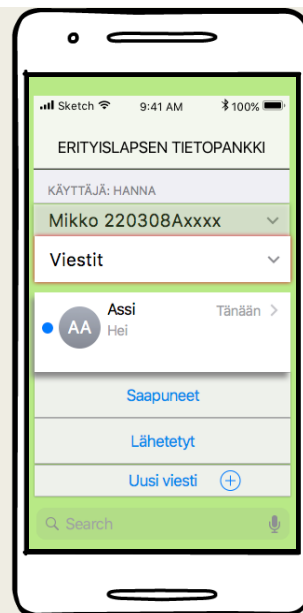 Sketch 9:41 AM 100%
ERITYISLAPSEN TIETOPANKKI
KÄYTTÄJÄ: HANNA
Mikko 220308Axxxx
Viestit
Assi Tänään
AA
Hei
Saapuneet
Lähetetyt
Uusi viesti
Search